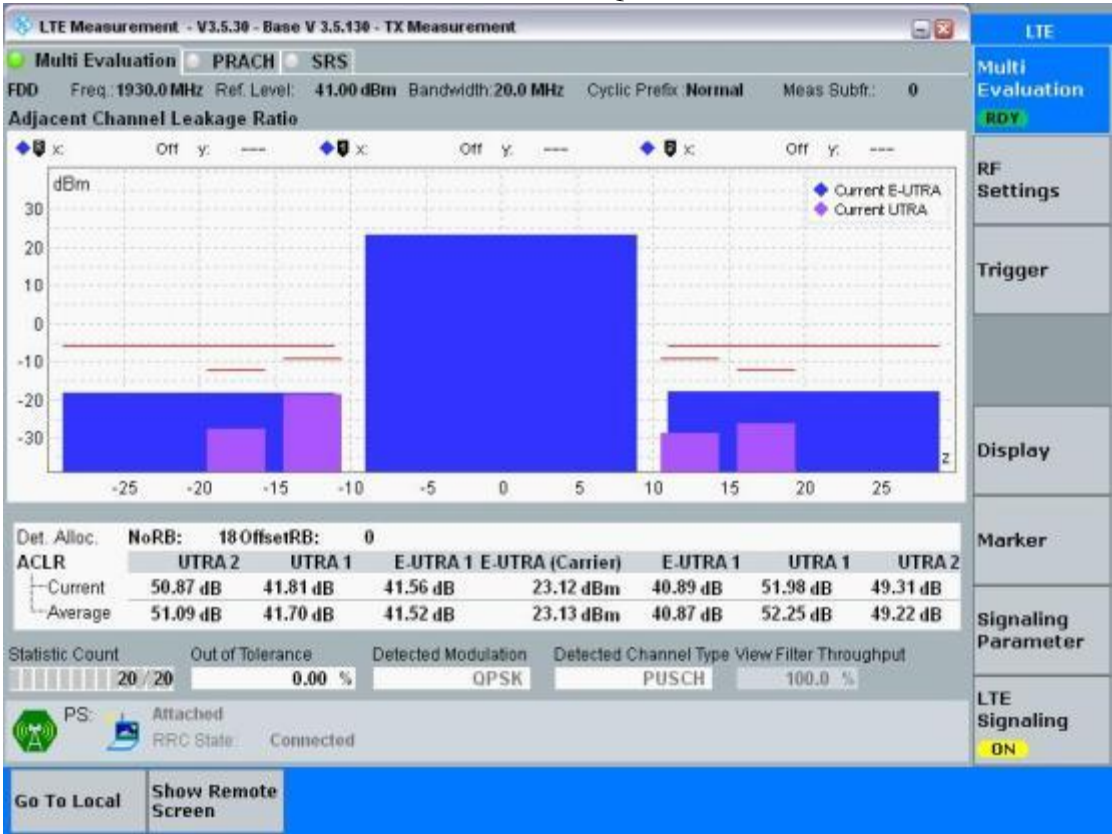 LTE Measurement - V3.5.30 - Base V 3.5.130 - TX Measurement
LTE
Multi Evaluation PRACH SRS
Multi Evaluation
RDY
FDD Freq.: 1930.0 MHz Ref. Level: 41.00 dBm Bandwidth: 20.0 MHz Cyclic Prefix: Normal Meas Subfr.: 0
Adjacent Channel Leakage Ratio
x: Off y: --- x: Off y: --- x: Off y: ---
dBm
Current E-UTRA
Current UTRA
30
20
10
0
-10
-20
-30
z
-25 -20 -15 -10 -5 0 5 10 15 20 25
RF Settings
Trigger
Display
Marker
Signaling Parameter
LTE Signaling
ON
Det. Alloc. NoRB: 18 OffsetRB: 0
ACLR UTRA 2 UTRA 1 E-UTRA 1 E-UTRA (Carrier) E-UTRA 1 UTRA 1 UTRA 2
Current 50.87 dB 41.81 dB 41.56 dB 23.12 dBm 40.89 dB 51.98 dB 49.31 dB
Average 51.09 dB 41.70 dB 41.52 dB 23.13 dBm 40.87 dB 52.25 dB 49.22 dB
Statistic Count Out of Tolerance Detected Modulation Detected Channel Type View Filter Throughput
20 / 20 0.00 % QPSK PUSCH 100.0 %
PS: Attached
RRC State: Connected
Go To Local
Show Remote Screen